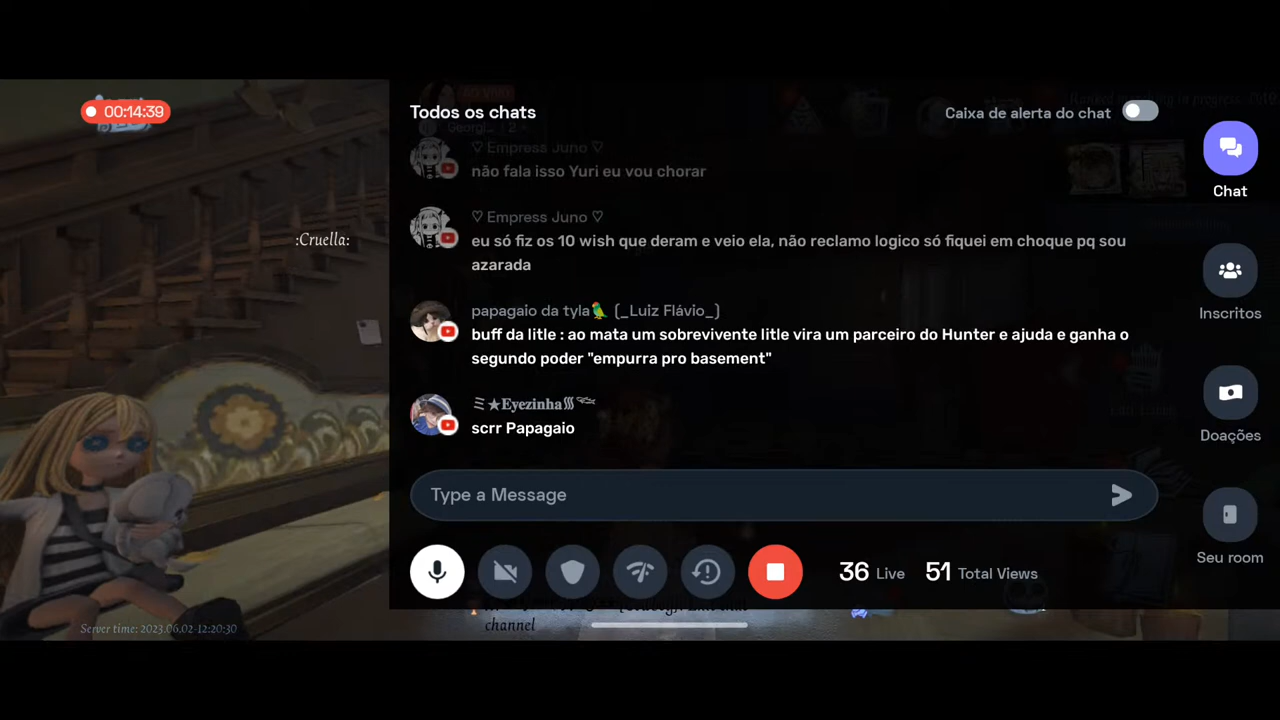 00:14:39
Todos os chats
Caixa de alerta do chat
♡ Empress Juno ♡
não fala isso Yuri eu vou chorar
Chat
♡ Empress Juno ♡
eu só fiz os 10 wish que deram e veio ela, não reclamo logico só fiquei em choque pq sou
azarada
:Cruella:
Inscritos
papagaio da tyla🦜 (_Luiz Flávio_)
buff da litle : ao mata um sobrevivente litle vira um parceiro do Hunter e ajuda e ganha o
segundo poder "empurra pro basement"
ミ★Eyezinha
scrr Papagaio
Doações
Type a Message
Seu room
36 Live 51 Total Views
channel
Server time: 2023.06.02-12:20:30